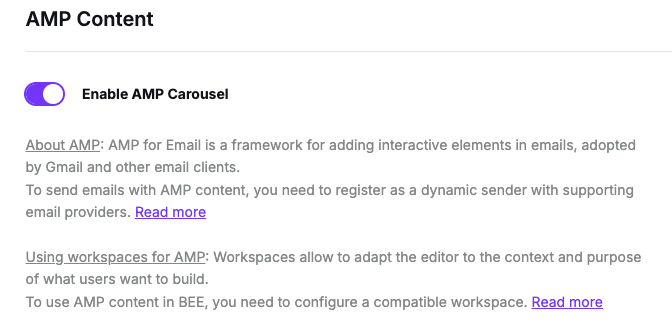 AMP Content
Enable AMP Carousel
About AMP: AMP for Email is a framework for adding interactive elements in emails, adopted
by Gmail and other email clients.
To send emails with AMP content, you need to register as a dynamic sender with supporting
email providers. Read more
Using workspaces for AMP: Workspaces allow to adapt the editor to the context and purpose
of what users want to build.
To use AMP content in BEE, you need to configure a compatible workspace. Read more